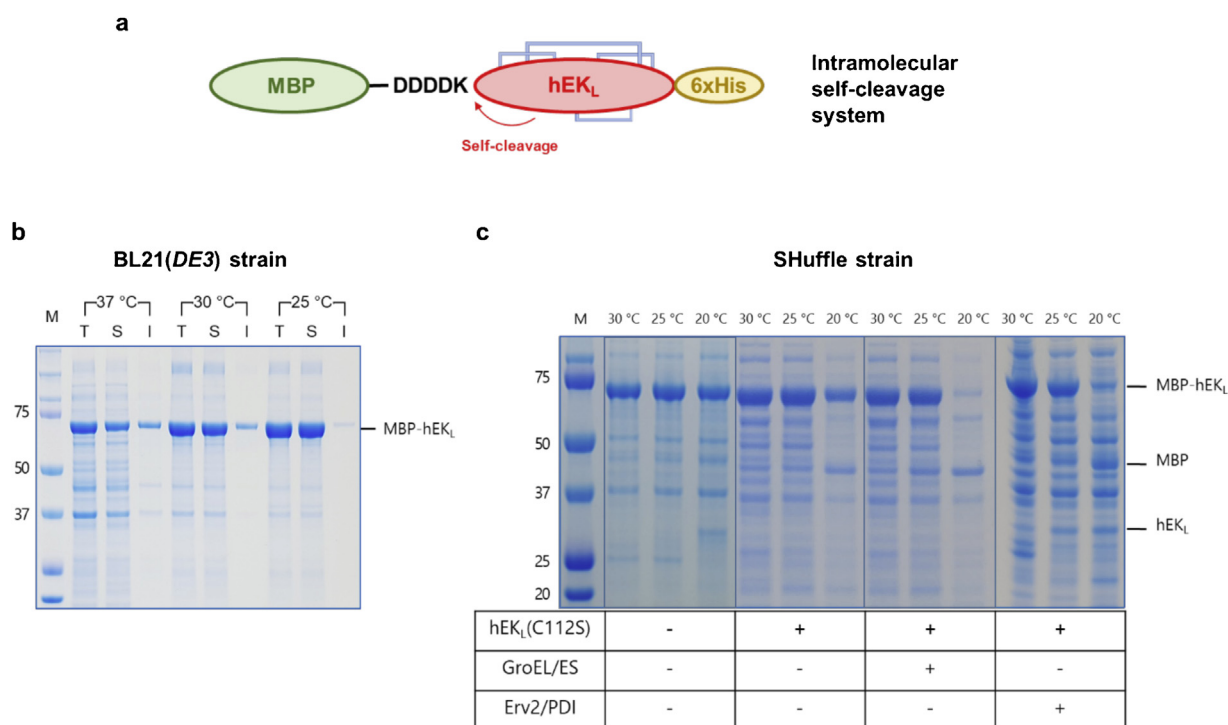 a
MBP
DDDDK
hEKL
6xHis
Self-cleavage
Intramolecular
self-cleavage
system
b
BL21(DE3) strain
37 °C 30 °C 25 °C
M T S I T S I T S I
75
50
37
MBP-hEKL
c
SHuffle strain
M 30 °C 25 °C 20 °C 30 °C 25 °C 20 °C 30 °C 25 °C 20 °C 30 °C 25 °C 20 °C
75
50
37
25
20
MBP-hEKL
MBP
hEKL
hEKL(C112S) - + + +
GroEL/ES - - + -
Erv2/PDI - - - +